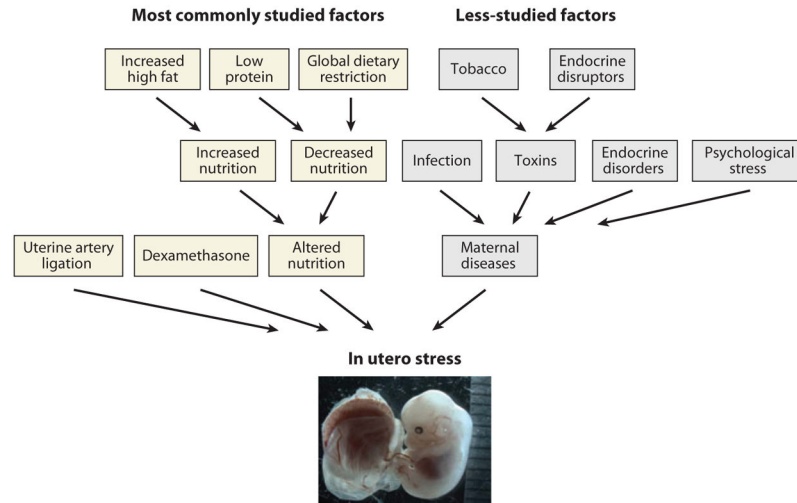 Most commonly studied factors
Less-studied factors
Increased
high fat
Low
protein
Global dietary
restriction
Tobacco
Endocrine
disruptors
Increased
nutrition
Decreased
nutrition
Infection
Toxins
Endocrine
disorders
Psychological
stress
Uterine artery
ligation
Dexamethasone
Altered
nutrition
Maternal
diseases
In utero stress